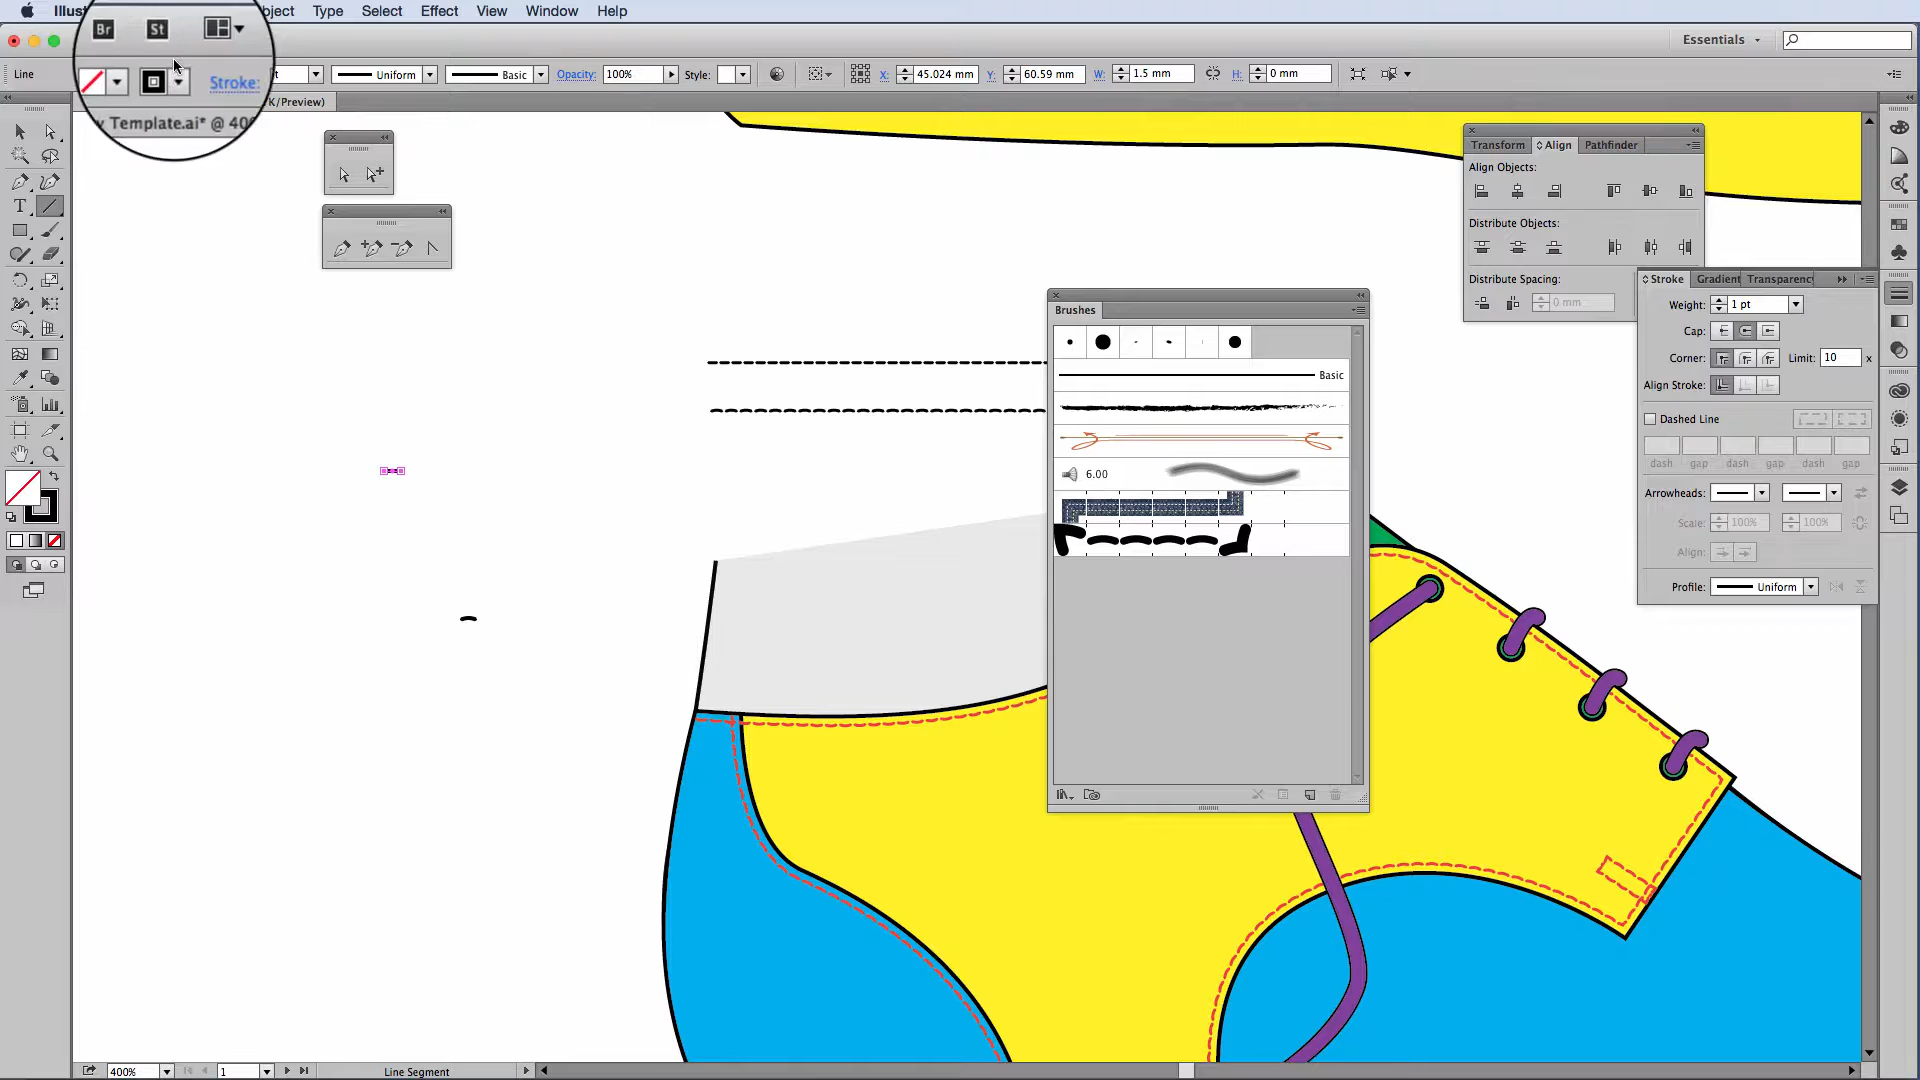 Illus
bject Type Select Effect View Window Help
Br St
Essentials
Line
Stroke:
t
Uniform
Basic
Opacity: 100%
Style:
X: 45.024 mm
Y: 60.59 mm
W: 1.5 mm
H: 0 mm
y Template.ai* @ 400
K/Preview)
Transform Align Pathfinder
Align Objects:
Distribute Objects:
Distribute Spacing:
0 mm
Stroke Gradient Transparency
Weight: 1 pt
Cap:
Corner: Limit: 10 x
Align Stroke:
Dashed Line
dash gap dash gap dash gap
Arrowheads:
Scale: 100% 100%
Align:
Profile: Uniform
Brushes
Basic
6.00
T
400% 1 Line Segment